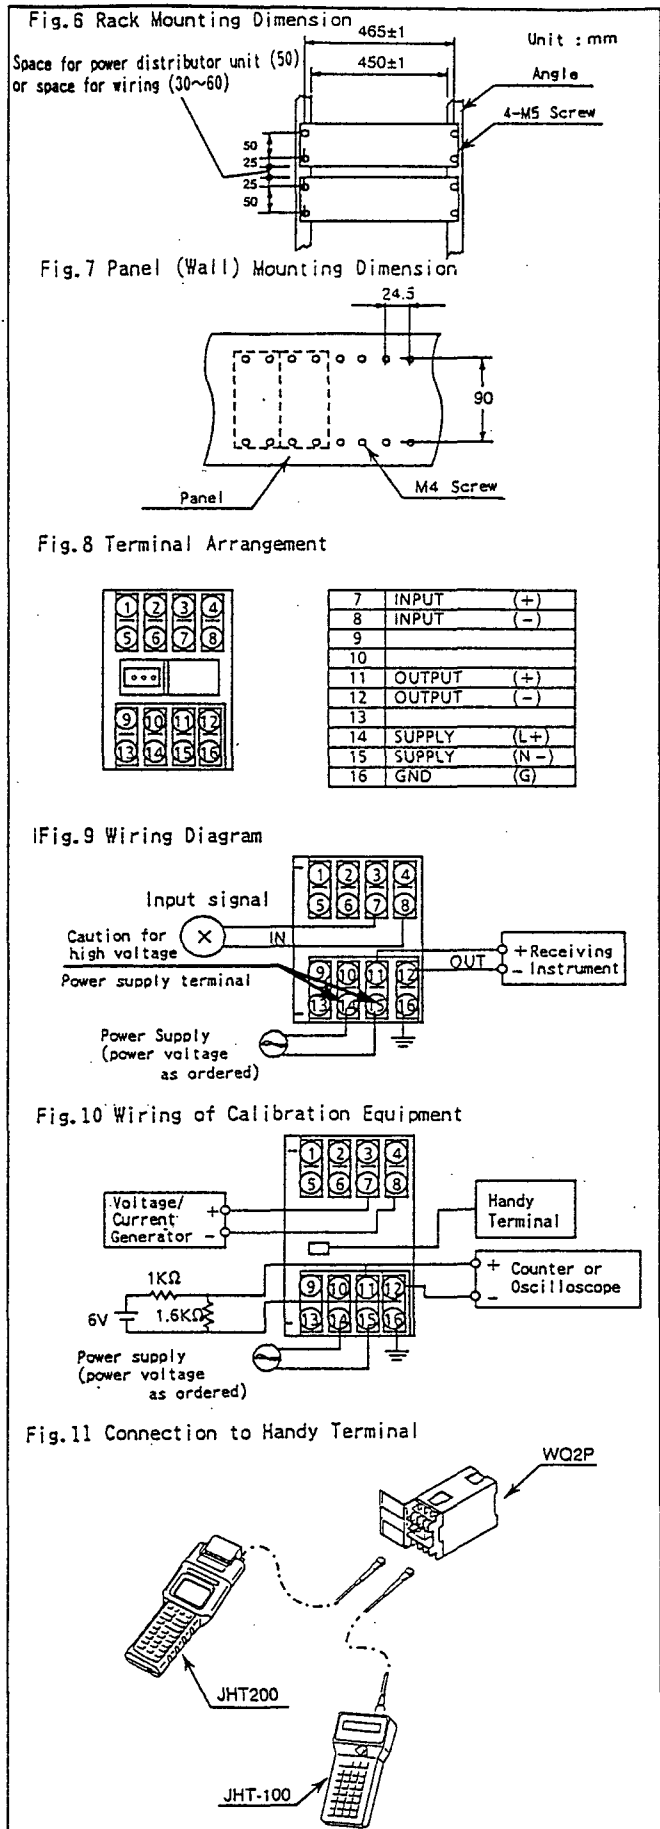 Fig.6 Rack Mounting Dimension
465±1
Unit : mm
Space for power distributor unit (50)
or space for wiring (30~60)
450±1
Angle
4-M5 Screw
50
25
25
50
Fig.7 Panel (Wall) Mounting Dimension
24.5
90
Panel
M4 Screw
Fig.8 Terminal Arrangement
1 2 3 4
5 6 7 8
9 10 11 12
13 14 15 16
7 INPUT (+)
8 INPUT (-)
9
10
11 OUTPUT (+)
12 OUTPUT (-)
13
14 SUPPLY (L+)
15 SUPPLY (N-)
16 GND (G)
Fig.9 Wiring Diagram
1 2 3 4
5 6 7 8
Input signal
IN
Caution for
high voltage
Power supply terminal
9 10 11 12
13 14 15 16
OUT
+ Receiving
- Instrument
Power Supply
(power voltage
as ordered)
Fig.10 Wiring of Calibration Equipment
1 2 3 4
5 6 7 8
Voltage/
Current +
Generator -
Handy
Terminal
9 10 11 12
13 14 15 16
+ Counter or
- Oscilloscope
1KΩ
6V
1.6KΩ
Power supply
(power voltage
as ordered)
Fig.11 Connection to Handy Terminal
WQ2P
JHT200
JHT-100